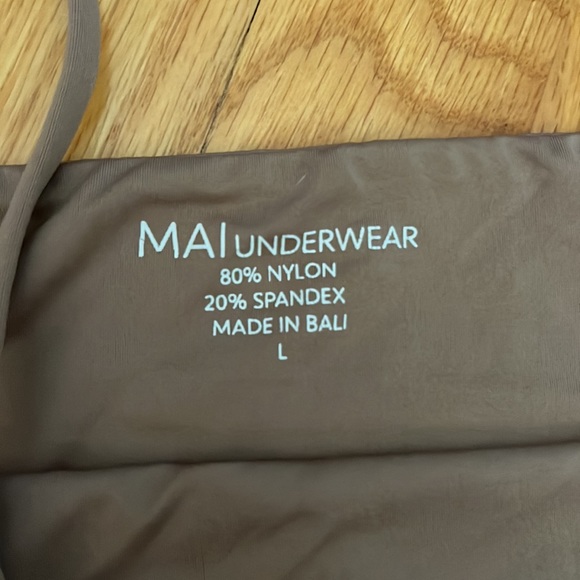 MAI UNDERWEAR
80% NYLON
20% SPANDEX
MADE IN BALI
L